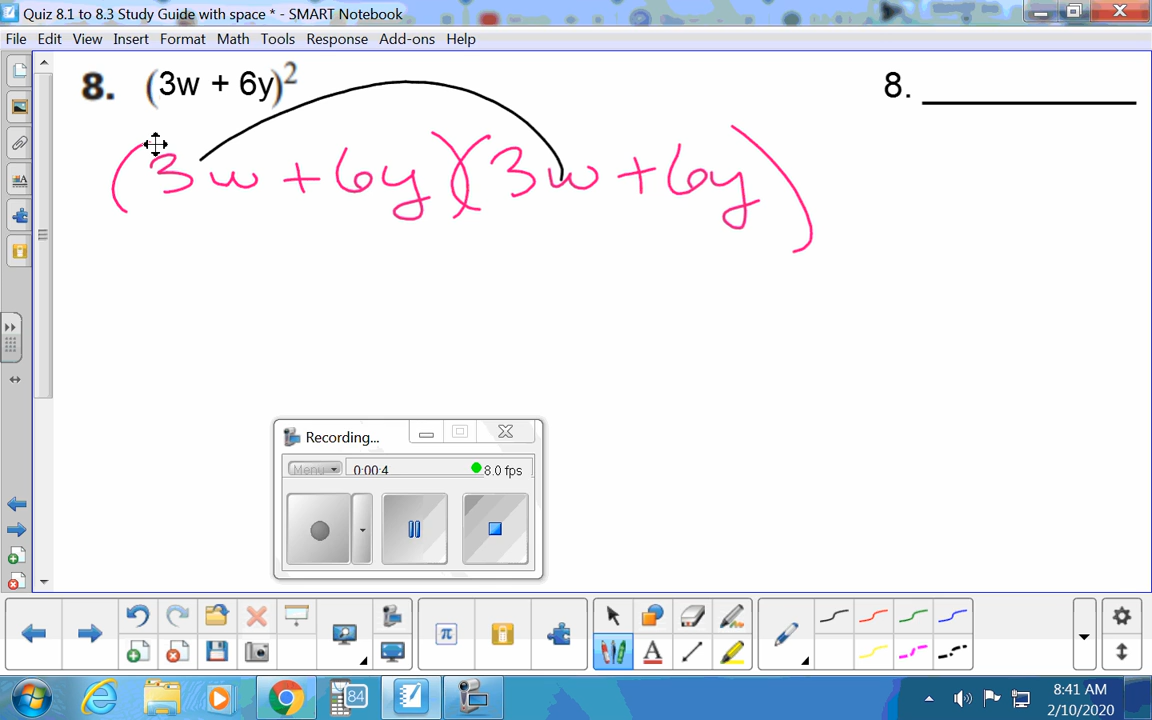 Quiz 8.1 to 8.3 Study Guide with space * - SMART Notebook
File Edit View Insert Format Math Tools Response Add-ons Help
8. (3w + 6y)² 8. ____________
(3w + 6y)(3w + 6y)
Recording...
Menu 0:00:4 8.0 fps
π
A
84
8:41 AM
2/10/2020